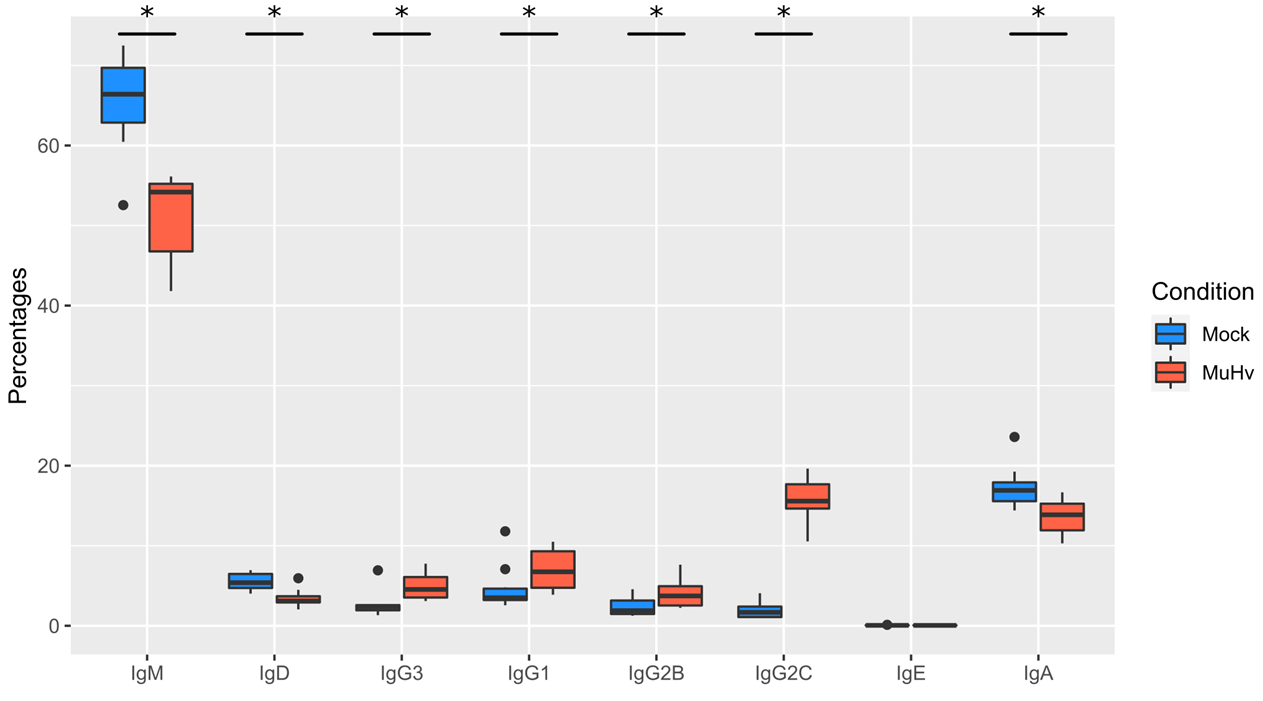 * * * * * * *
60
40
20
0
Percentages
IgM IgD IgG3 IgG1 IgG2B IgG2C IgE IgA
Condition
Mock
MuHv